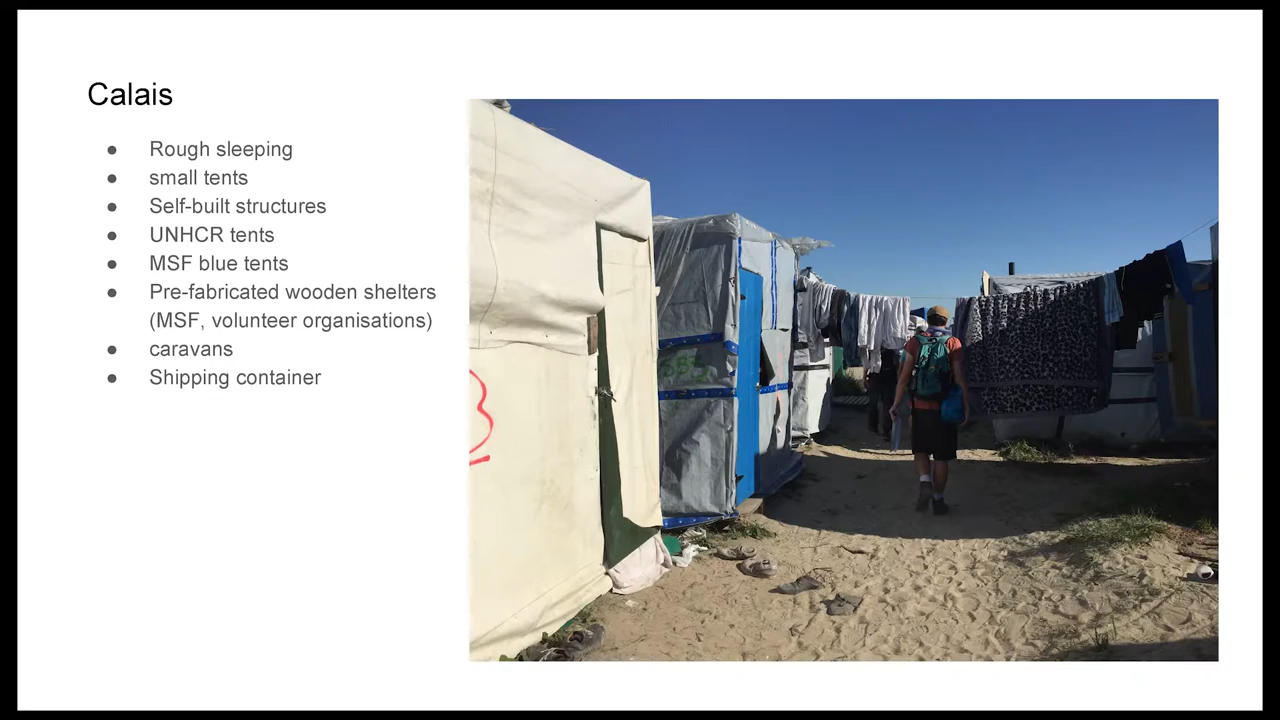 Calais
● Rough sleeping
● small tents
● Self-built structures
● UNHCR tents
● MSF blue tents
● Pre-fabricated wooden shelters
(MSF, volunteer organisations)
● caravans
● Shipping container